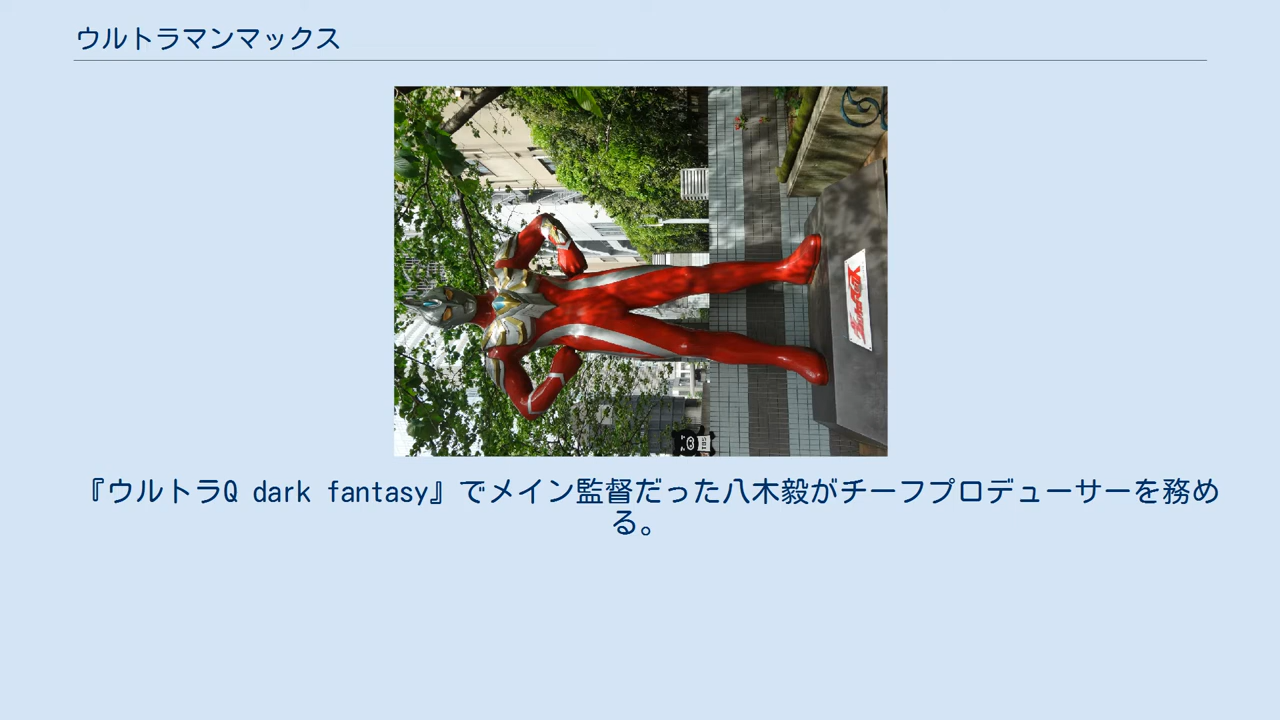 ウルトラマンマックス
『ウルトラQ dark fantasy』でメイン監督だった八木毅がチーフプロデューサーを務め
る。